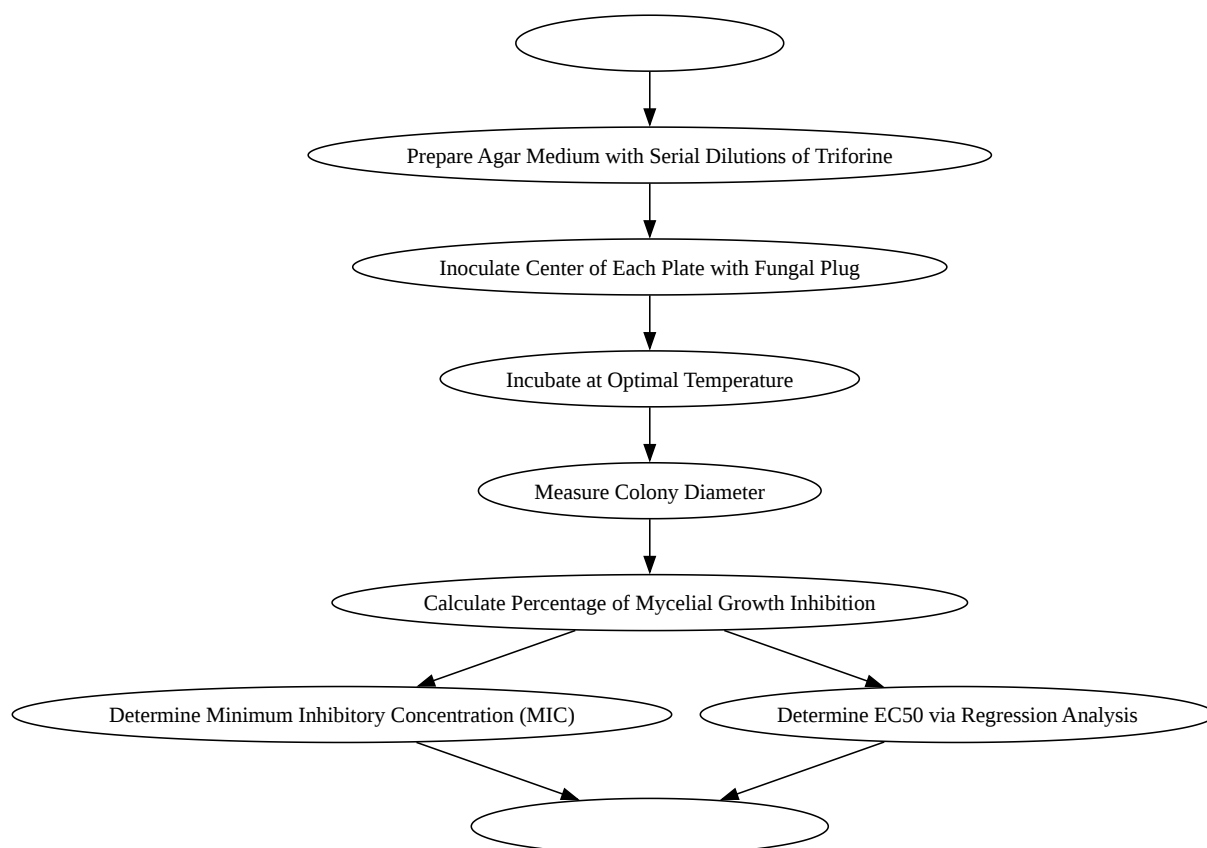 Prepare Agar Medium with Serial Dilutions of Triforine
Inoculate Center of Each Plate with Fungal Plug
Incubate at Optimal Temperature
Measure Colony Diameter
Calculate Percentage of Mycelial Growth Inhibition
Determine Minimum Inhibitory Concentration (MIC)
Determine EC50 via Regression Analysis